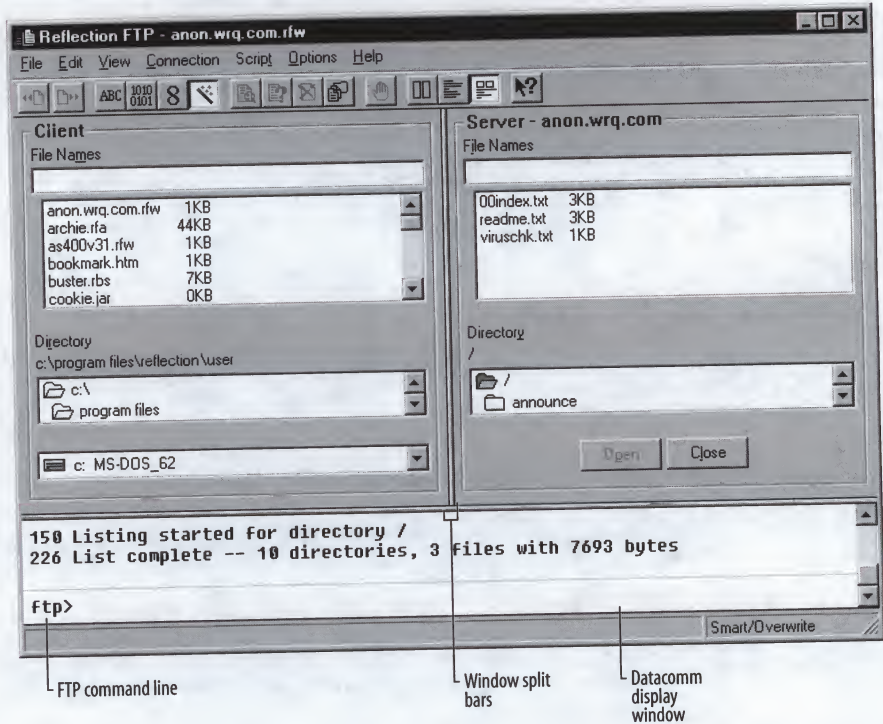 Reflection FTP - anon.wrq.com.rfw
File Edit View Connection Script Options Help
ABC 1010 0101 8 ?
Client
File Names
anon.wrq.com.rfw 1KB
archie.rfa 44KB
as400v31.rfw 1KB
bookmark.htm 1KB
buster.rbs 7KB
cookie.jar 0KB
Directory
c:\program files\reflection\user
c:\
program files
c: MS-DOS_62
Server - anon.wrq.com
File Names
00index.txt 3KB
readme.txt 3KB
viruschk.txt 1KB
Directory
/
/
announce
Open Close
150 Listing started for directory /
226 List complete -- 10 directories, 3 files with 7693 bytes
ftp>
Smart/Overwrite
FTP command line
Window split
bars
Datacomm
display
window